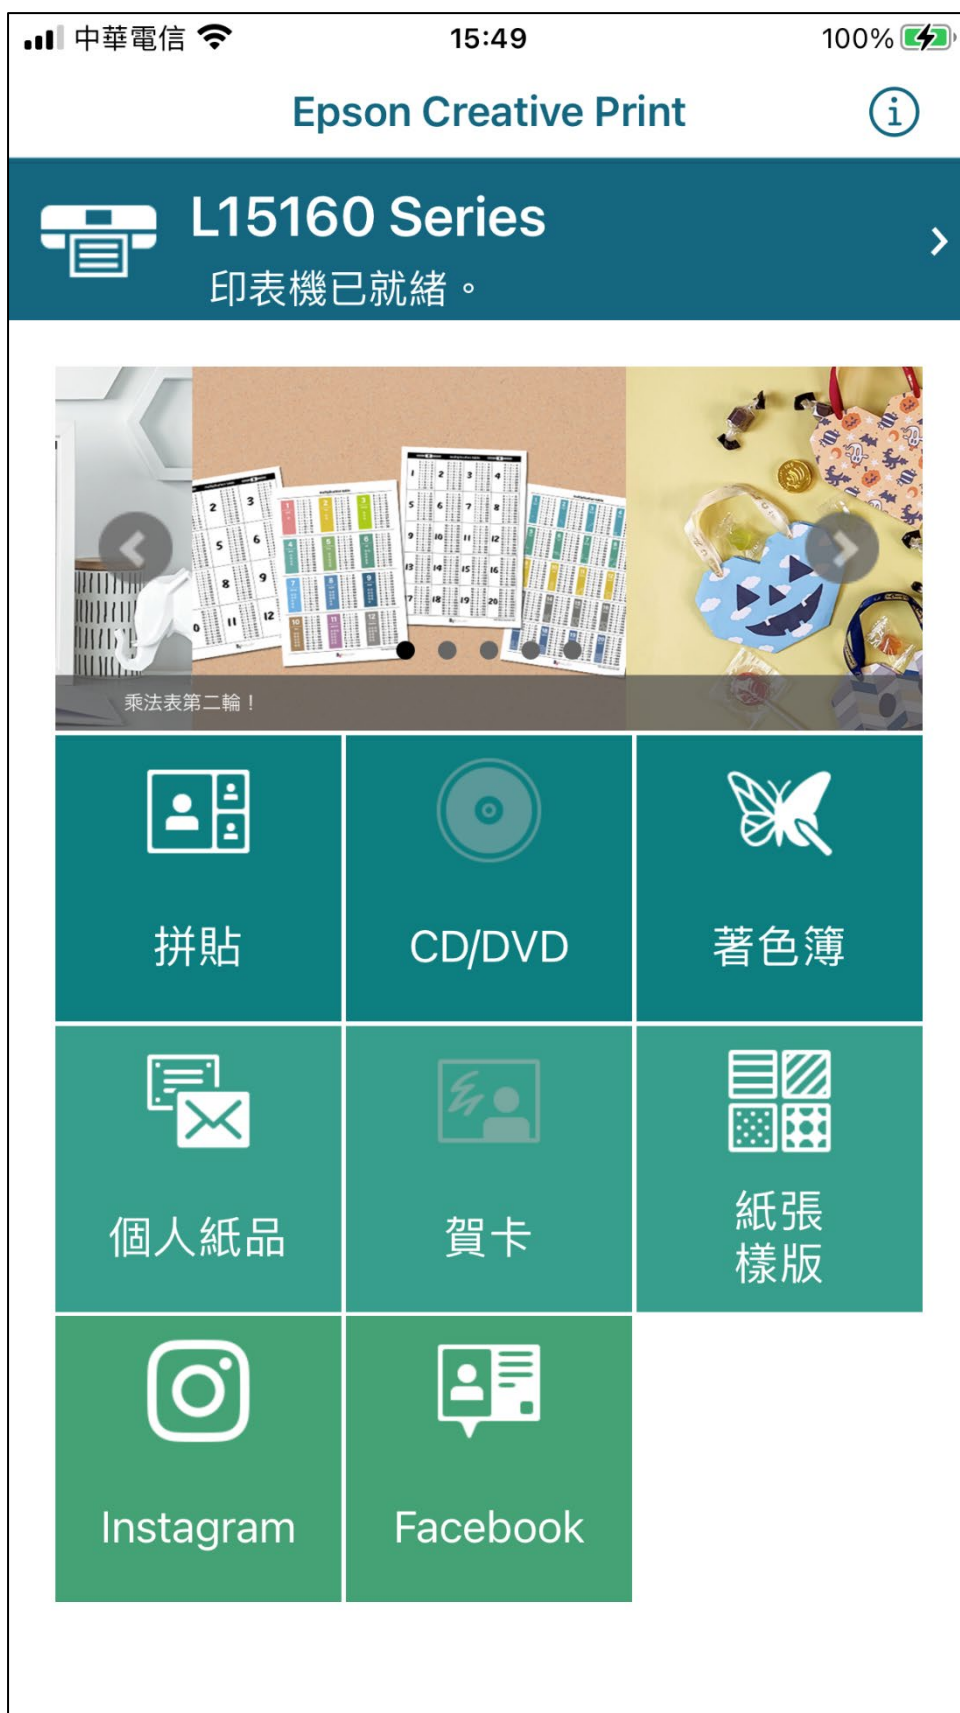 中華電信
15:49
100%
Epson Creative Print
L15160 Series
印表機已就緒。
乘法表第二輪！
拼貼
CD/DVD
著色簿
個人紙品
賀卡
紙張
樣版
Instagram
Facebook